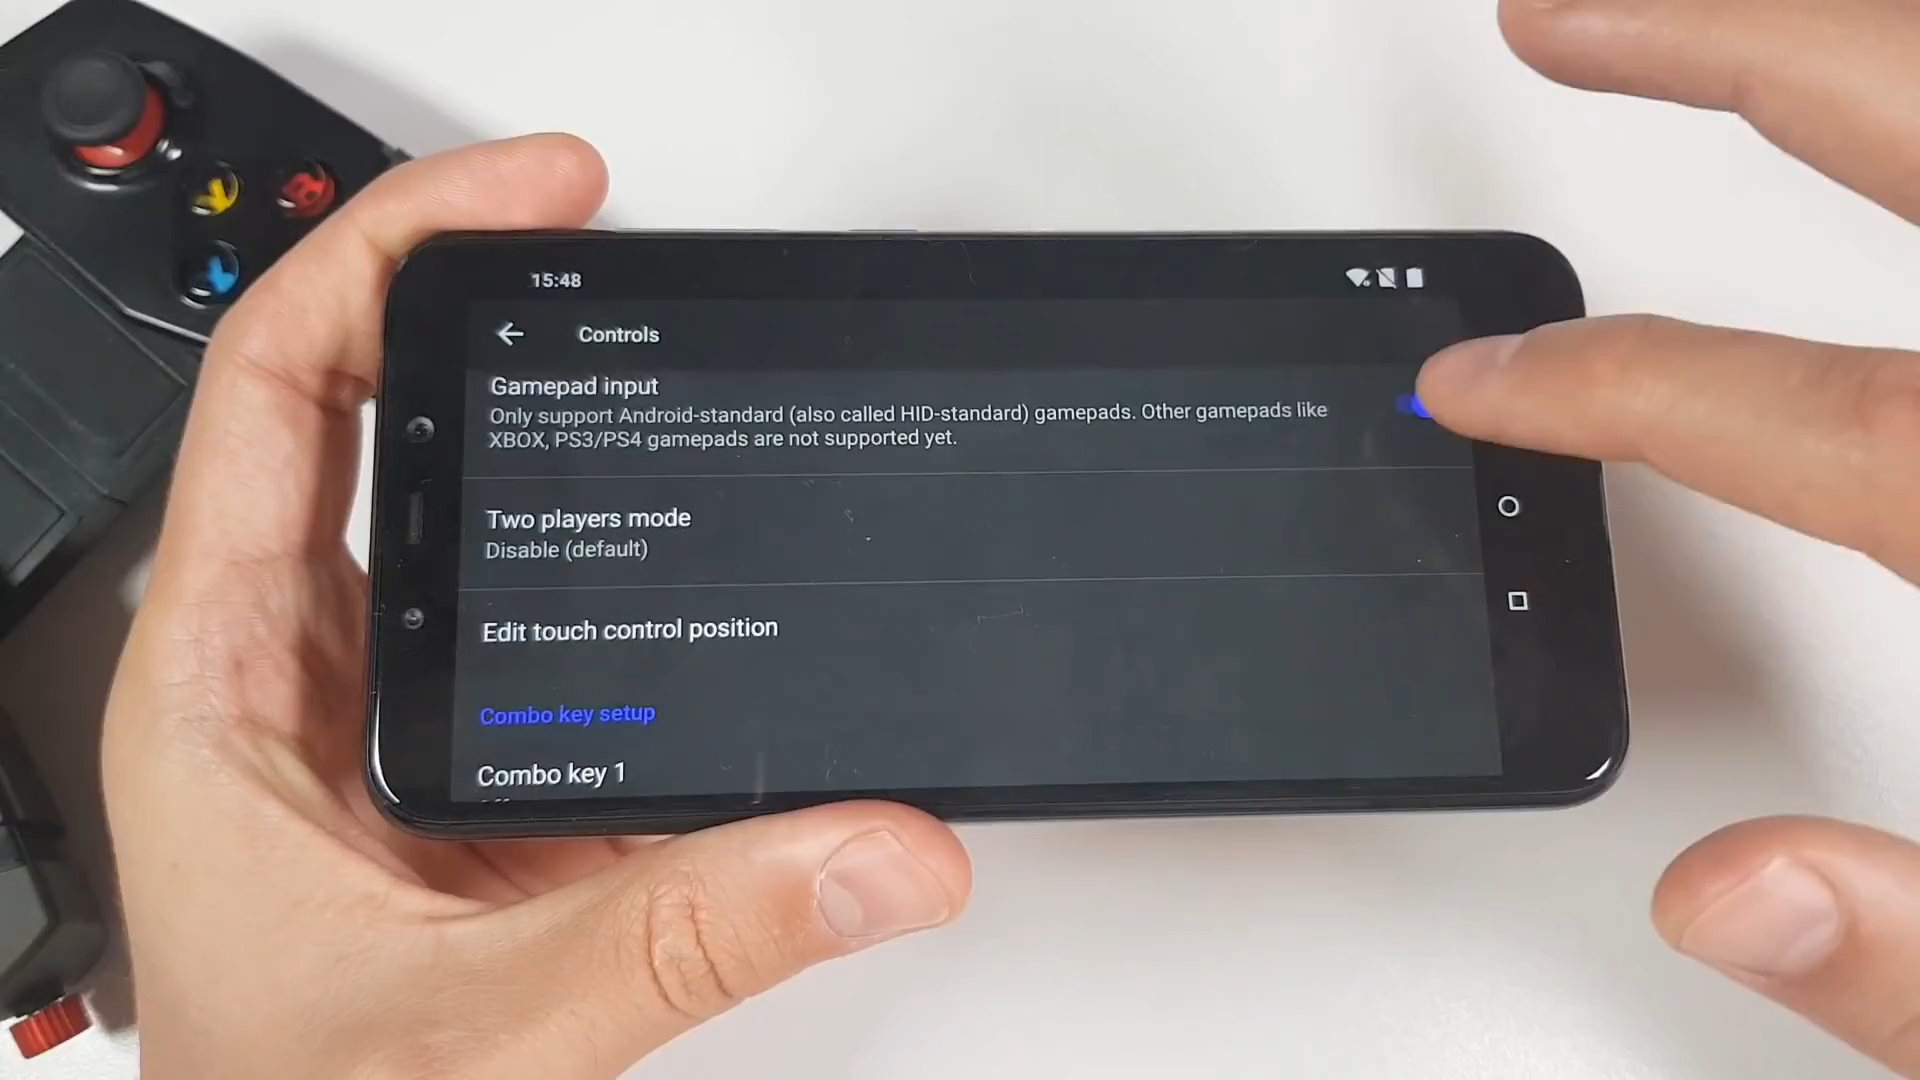 15:48
Controls
Gamepad input
Only support Android-standard (also called HID-standard) gamepads. Other gamepads like
XBOX, PS3/PS4 gamepads are not supported yet.
Two players mode
Disable (default)
Edit touch control position
Combo key setup
Combo key 1
Y
B
X